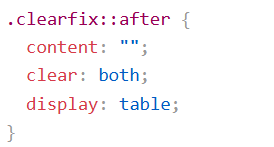 .clearfix::after {
  content: "";
  clear: both;
  display: table;
}